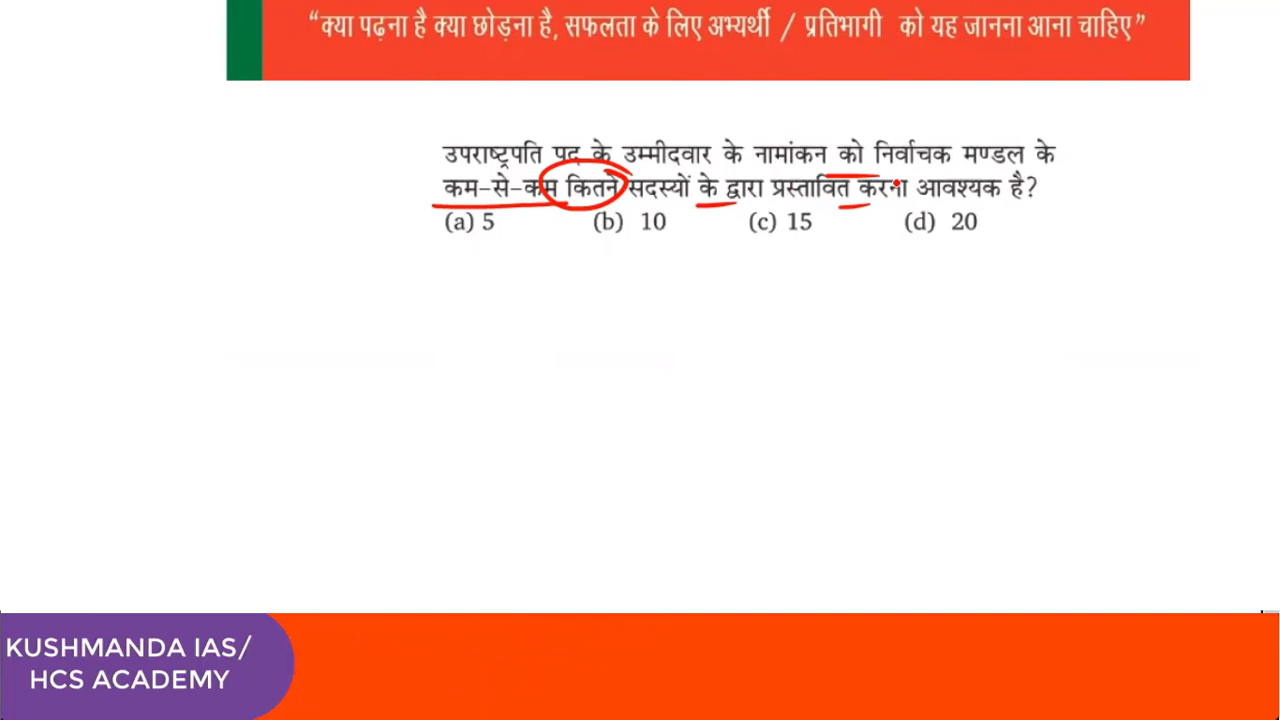 “क्या पढ़ना है क्या छोड़ना है, सफलता के लिए अभ्यर्थी / प्रतिभागी को यह जानना आना चाहिए”
उपराष्ट्रपति पद के उम्मीदवार के नामांकन को निर्वाचक मण्डल के
कम-से-कम कितने सदस्यों के द्वारा प्रस्तावित करना आवश्यक है?
(a) 5 (b) 10 (c) 15 (d) 20
KUSHMANDA IAS/
HCS ACADEMY